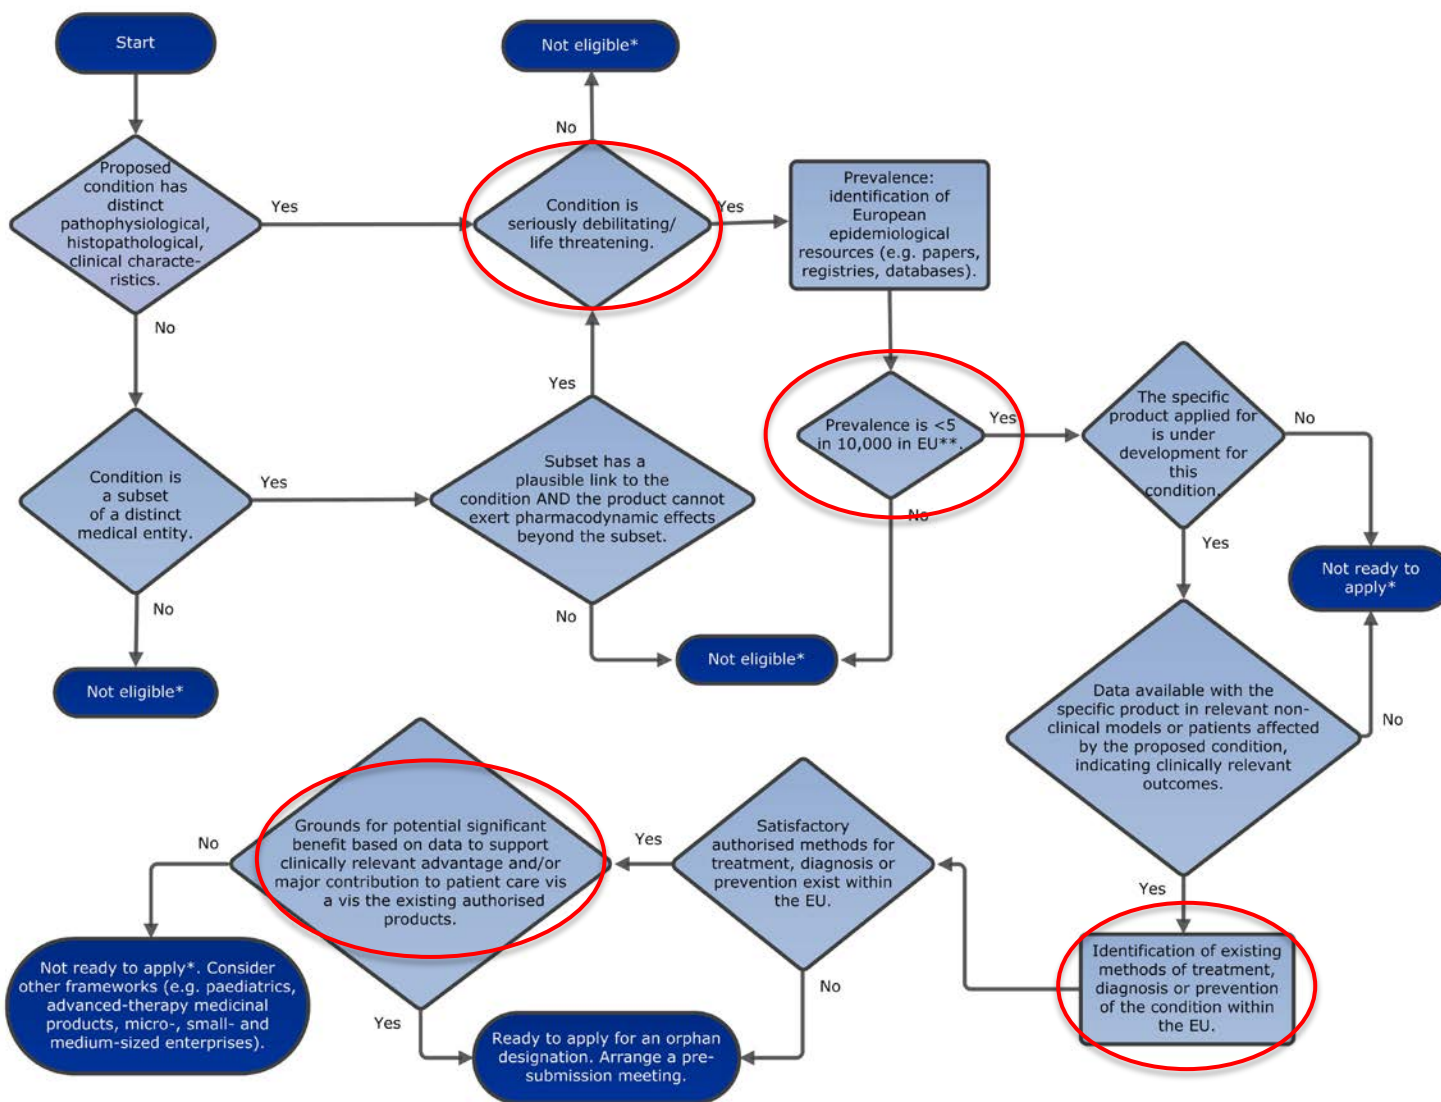 Start
Not eligible*
No
Proposed
condition has
distinct
pathophysiological,
histopathological,
clinical characte-
ristics.
Yes
Condition is
seriously debilitating/
life threatening.
Yes
Prevalence:
identification of
European
epidemiological
resources (e.g. papers,
registries, databases).
No
Yes
Condition is
a subset
of a distinct
medical entity.
Yes
Subset has a
plausible link to the
condition AND the product cannot
exert pharmacodynamic effects
beyond the subset.
Prevalence is <5
in 10,000 in EU**.
Yes
The specific
product applied for
is under
development for
this
condition.
No
No
Yes
Not ready to
apply*
No
No
Not eligible*
Not eligible*
Data available with the
specific product in relevant non-
clinical models or patients affected
by the proposed condition,
indicating clinically relevant
outcomes.
No
Yes
Identification of existing
methods of treatment,
diagnosis or prevention
of the condition within
the EU.
Satisfactory
authorised methods for
treatment, diagnosis or
prevention exist within
the EU.
Yes
No
Grounds for potential significant
benefit based on data to support
clinically relevant advantage and/or
major contribution to patient care vis
a vis the existing authorised
products.
No
Yes
Not ready to apply*. Consider
other frameworks (e.g. paediatrics,
advanced-therapy medicinal
products, micro-, small- and
medium-sized enterprises).
Ready to apply for an orphan
designation. Arrange a pre-
submission meeting.